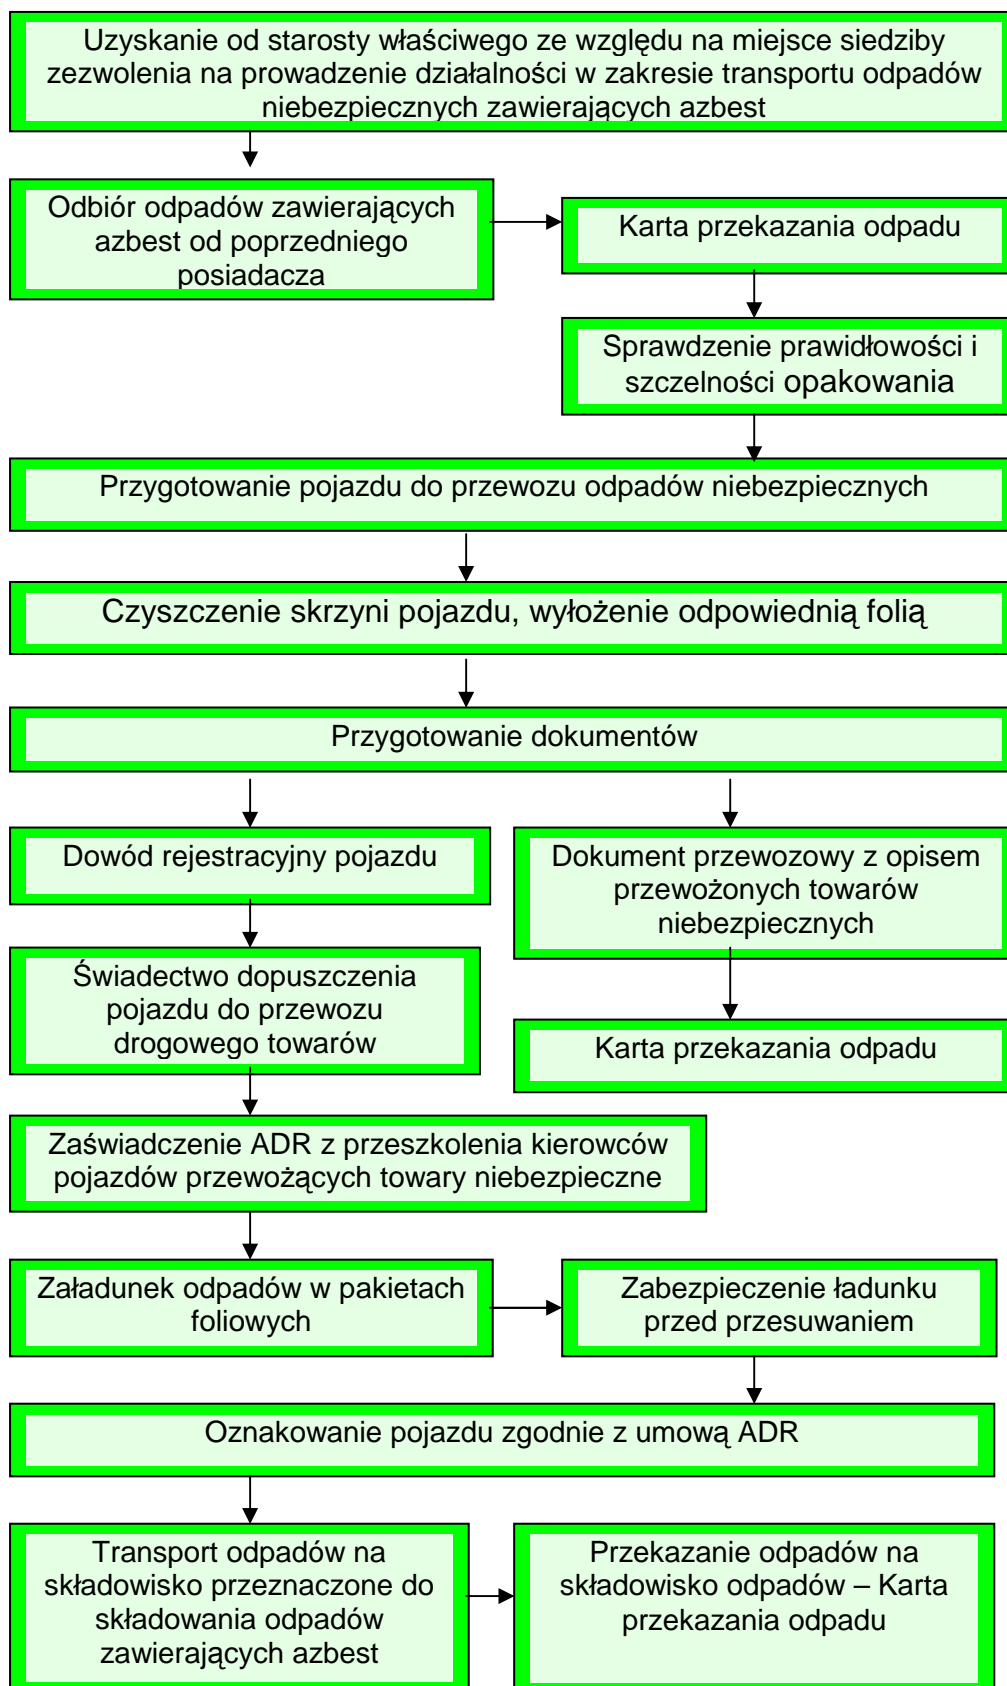 Uzyskanie od starosty właściwego ze względu na miejsce siedziby
zezwolenia na prowadzenie działalności w zakresie transportu odpadów
niebezpiecznych zawierających azbest
Odbiór odpadów zawierających
azbest od poprzedniego
posiadacza
Karta przekazania odpadu
Sprawdzenie prawidłowości i
szczelności opakowania
Przygotowanie pojazdu do przewozu odpadów niebezpiecznych
Czyszczenie skrzyni pojazdu, wyłożenie odpowiednią folią
Przygotowanie dokumentów
Dowód rejestracyjny pojazdu
Dokument przewozowy z opisem
przewożonych towarów
niebezpiecznych
Świadectwo dopuszczenia
pojazdu do przewozu
drogowego towarów
Karta przekazania odpadu
Zaświadczenie ADR z przeszkolenia kierowców
pojazdów przewożących towary niebezpieczne
Załadunek odpadów w pakietach
foliowych
Zabezpieczenie ładunku
przed przesuwaniem
Oznakowanie pojazdu zgodnie z umową ADR
Transport odpadów na
składowisko przeznaczone do
składowania odpadów
zawierających azbest
Przekazanie odpadów na
składowisko odpadów – Karta
przekazania odpadu